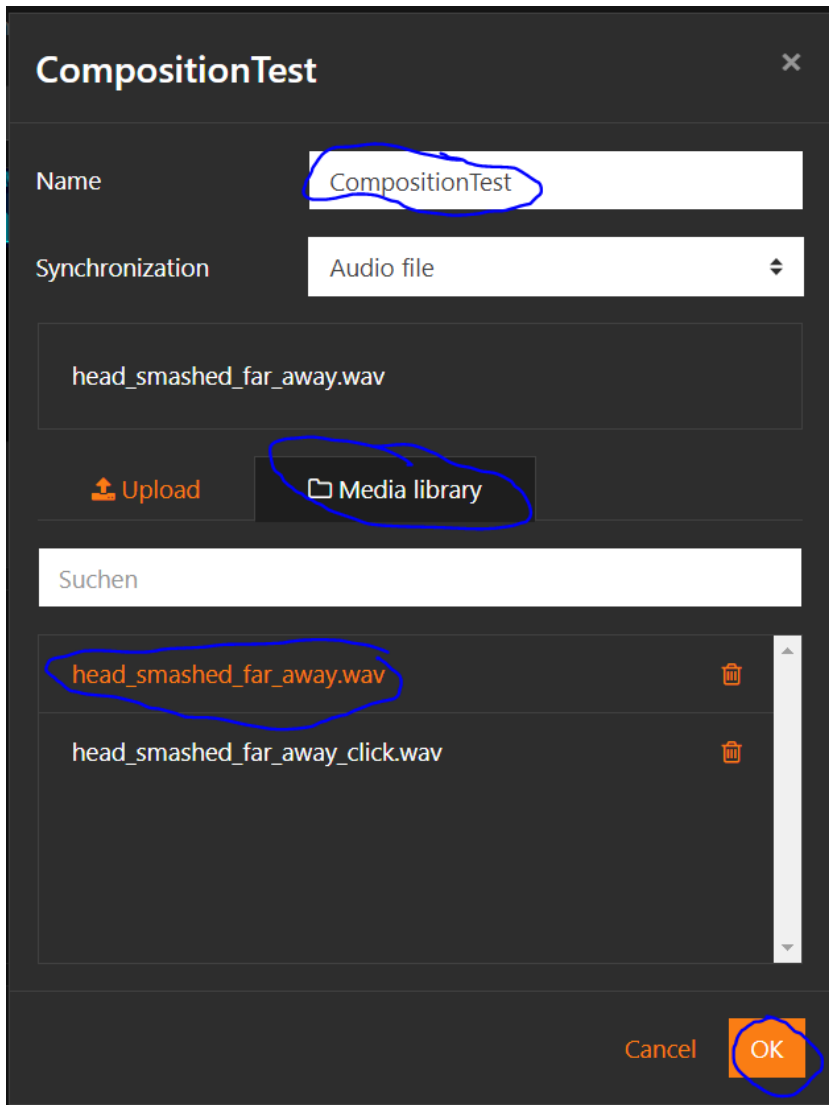 CompositionTest ×
Name CompositionTest
Synchronization Audio file
head_smashed_far_away.wav
Upload Media library
Suchen
head_smashed_far_away.wav
head_smashed_far_away_click.wav
Cancel OK